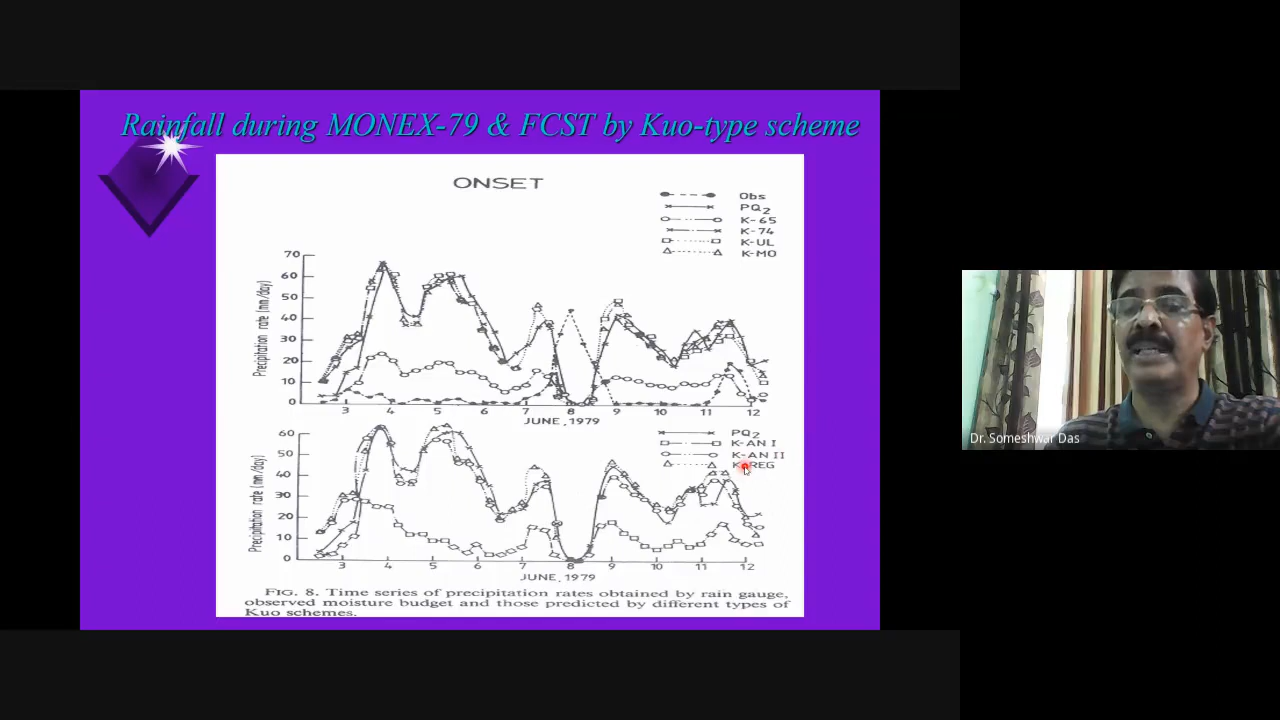 Rainfall during MONEX-79 & FCST by Kuo-type scheme
ONSET
Obs
PQ2
K-65
K-74
K-UL
K-MO
Precipitation rate (mm/day)
70
60
50
40
30
20
10
0
3 4 5 6 7 8 9 10 11 12
JUNE, 1979
PQ2
K-AN I
K-AN II
K-REG
Precipitation rate (mm/day)
60
50
40
30
20
10
0
3 4 5 6 7 8 9 10 11 12
JUNE, 1979
FIG. 8. Time series of precipitation rates obtained by rain gauge,
observed moisture budget and those predicted by different types of
Kuo schemes.
Dr. Someshwar Das